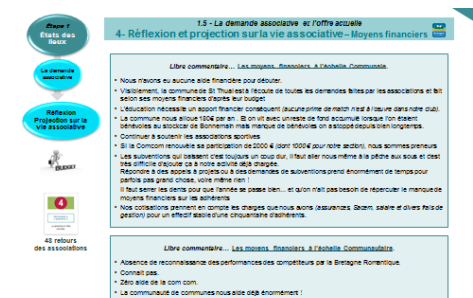 1.5 - La demande associative et l'offre actuelle
4- Réflexion et projection sur la vie associative – Moyens financiers
Étape 1
États des lieux
La demande associative
Réflexion
Projection sur la vie associative
BUDGET
4
48 retours
des associations
Libre commentaire... Les moyens financiers à l'échelle Communale.
• Nous n'avons eu aucune aide financière pour débuter.
• Visiblement, la commune de St Thual est à l'écoute de toutes les demandes faites par les associations et fait
selon ses moyens financiers d'après leur budget
• L'éducation nécessite un apport financier conséquent (aucune prime de match n'est à l'œuvre dans notre club).
• La commune nous alloue 180€ par an. Et on vit avec un reste de fond accumulé lorsque l'on étaient
bénévoles au stockcar de Bonnemain mais marque de bénévoles on a stoppé depuis bien longtemps.
• Continuer à soutenir les associations sportives
• Si la Comcom renouvelle sa participation de 2000 € (dont 1000€ pour notre section), nous sommes preneurs
• Les subventions qui baissent c'est toujours un coup dur, il faut aller nous même à la pêche aux sous et c'est
très difficile d'ajouter ça à notre activité déjà chargée.
Répondre à des appels à projets ou à des demandes de subventions prend énormément de temps pour
parfois pas grand chose, voire même rien !
Il faut serrer les dents pour que l'année se passe bien... et qu'on n'ait pas besoin de répercuter le manque de
moyens financiers sur les adhérents
• Nos cotisations prennent en compte les charges que nous avons (assurances, Sacem, salaire et divers frais de
gestion) pour un effectif stable d'une cinquantaine d'adhérents.
Libre commentaire... Les moyens financiers à l'échelle Communautaire.
• Absence de reconnaissance des performances des compétiteurs par la Bretagne Romantique.
• Connait pas.
• Zéro aide de la com com.
• La communauté de communes nous aide déjà énormément !